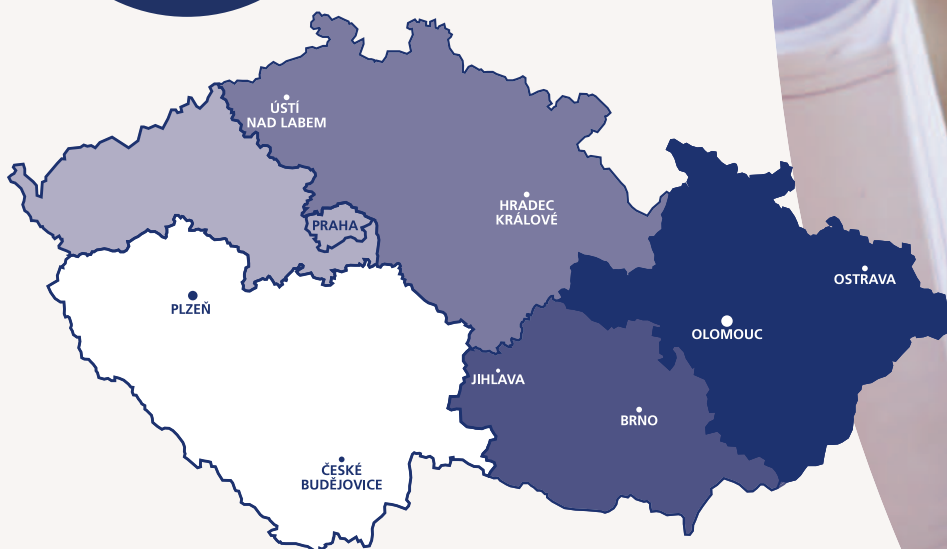 ÚSTÍ
NAD LABEM
HRADEC
KRÁLOVÉ
PRAHA
OSTRAVA
PLZEŇ
OLOMOUC
JIHLAVA
BRNO
ČESKÉ
BUDĚJOVICE